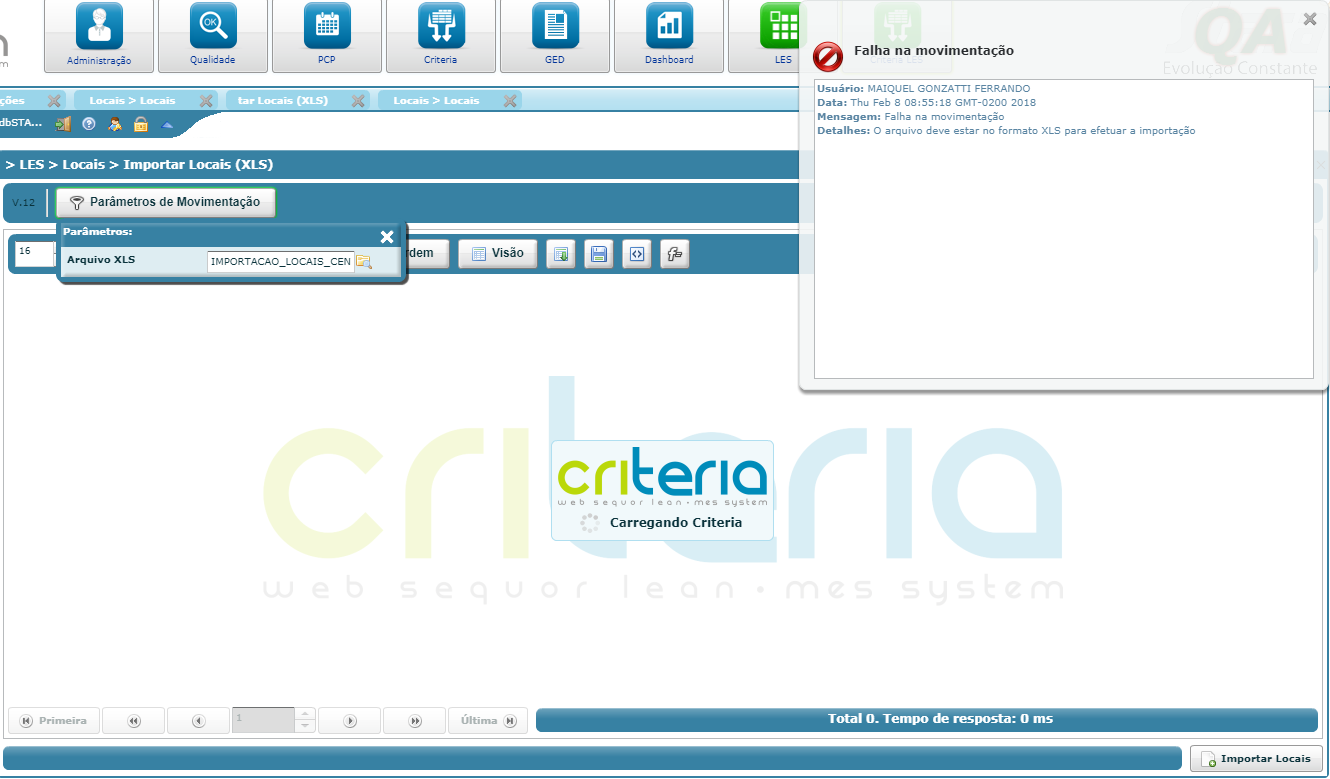 Administração
Qualidade
PCP
Criteria
GED
Dashboard
LES
Criteria LES
QA
Evolução Constante
Falha na movimentação
Usuário: MAIQUEL GONZATTI FERRANDO
Data: Thu Feb 8 08:55:18 GMT-0200 2018
Mensagem: Falha na movimentação
Detalhes: O arquivo deve estar no formato XLS para efetuar a importação
ções
Locais > Locais
tar Locais (XLS)
Locais > Locais
dbSTA...
> LES > Locais > Importar Locais (XLS)
V.12
Parâmetros de Movimentação
Parâmetros:
Arquivo XLS
IMPORTACAO_LOCAIS_CEN
16
rdem
Visão
criteria
web sequor lean • mes system
criteria
web sequor lean • mes system
Carregando Criteria
Primeira
1
Última
Total 0. Tempo de resposta: 0 ms
Importar Locais